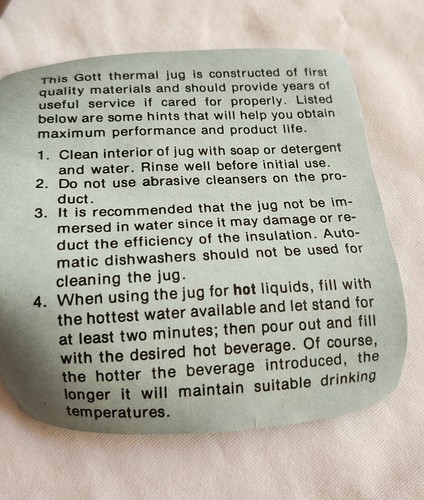 This Gott thermal jug is constructed of first
quality materials and should provide years of
useful service if cared for properly. Listed
below are some hints that will help you obtain
maximum performance and product life.
1. Clean interior of jug with soap or detergent
and water. Rinse well before initial use.
2. Do not use abrasive cleansers on the pro-
duct.
3. It is recommended that the jug not be im-
mersed in water since it may damage or re-
duct the efficiency of the insulation. Auto-
matic dishwashers should not be used for
cleaning the jug.
4. When using the jug for hot liquids, fill with
the hottest water available and let stand for
at least two minutes; then pour out and fill
with the desired hot beverage. Of course,
the hotter the beverage introduced, the
longer it will maintain suitable drinking
temperatures.